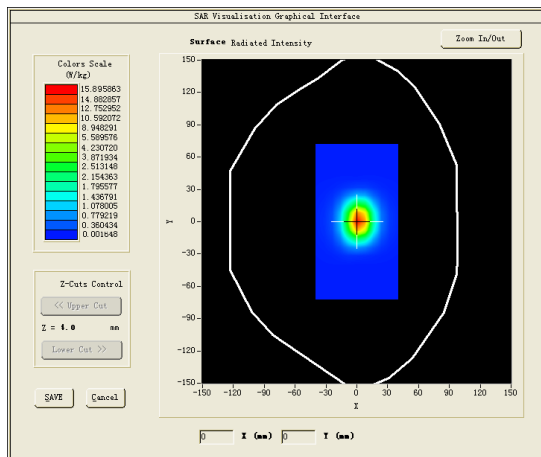 SAR Visualization Graphical Interface
Surface Radiated Intensity
Zoom In/Out
Colors Scale
(W/kg)
15.895863
14.882857
12.752952
10.592072
8.948291
5.589576
4.230720
3.871934
2.513148
2.154363
1.795577
1.436791
1.078005
0.779219
0.360434
0.001648
Z-Cuts Control
<< Upper Cut
Z = 4.0 mm
Lower Cut >>
SAVE Cancel
150
120
90
60
30
Y 0
-30
-60
-90
-120
-150
-150 -120 -90 -60 -30 0 30 60 90 120 150
X
0 X (mm) 0 Y (mm)